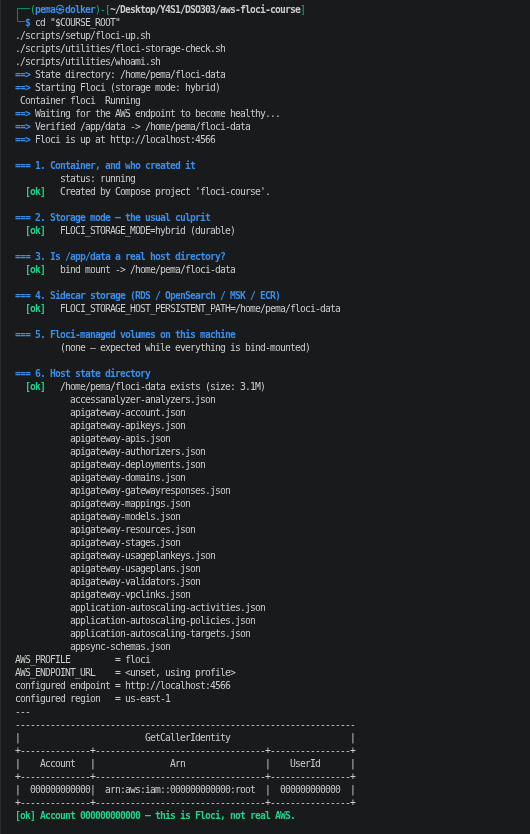 ┌──(pema㉿dolker)-[~/Desktop/Y4S1/DSO303/aws-floci-course]
└─$ cd "$COURSE_ROOT"
./scripts/setup/floci-up.sh
./scripts/utilities/floci-storage-check.sh
./scripts/utilities/whoami.sh
==> State directory: /home/pema/floci-data
==> Starting Floci (storage mode: hybrid)
 Container floci  Running
==> Waiting for the AWS endpoint to become healthy...
==> Verified /app/data -> /home/pema/floci-data
==> Floci is up at http://localhost:4566

=== 1. Container, and who created it
         status: running
  [ok]   Created by Compose project 'floci-course'.

=== 2. Storage mode — the usual culprit
  [ok]   FLOCI_STORAGE_MODE=hybrid (durable)

=== 3. Is /app/data a real host directory?
  [ok]   bind mount -> /home/pema/floci-data

=== 4. Sidecar storage (RDS / OpenSearch / MSK / ECR)
  [ok]   FLOCI_STORAGE_HOST_PERSISTENT_PATH=/home/pema/floci-data

=== 5. Floci-managed volumes on this machine
         (none — expected while everything is bind-mounted)

=== 6. Host state directory
  [ok]   /home/pema/floci-data exists (size: 3.1M)
           accessanalyzer-analyzers.json
           apigateway-account.json
           apigateway-apikeys.json
           apigateway-apis.json
           apigateway-authorizers.json
           apigateway-deployments.json
           apigateway-domains.json
           apigateway-gatewayresponses.json
           apigateway-mappings.json
           apigateway-models.json
           apigateway-resources.json
           apigateway-stages.json
           apigateway-usageplankeys.json
           apigateway-usageplans.json
           apigateway-validators.json
           apigateway-vpclinks.json
           application-autoscaling-activities.json
           application-autoscaling-policies.json
           application-autoscaling-targets.json
           appsync-schemas.json
AWS_PROFILE         = floci
AWS_ENDPOINT_URL    = <unset, using profile>
configured endpoint = http://localhost:4566
configured region   = us-east-1
---
--------------------------------------------------------------------
|                         GetCallerIdentity                        |
+--------------+----------------------------------+----------------+
|    Account   |               Arn                |    UserId      |
+--------------+----------------------------------+----------------+
|  000000000000|  arn:aws:iam::000000000000:root  |  000000000000  |
+--------------+----------------------------------+----------------+
[ok] Account 000000000000 — this is Floci, not real AWS.